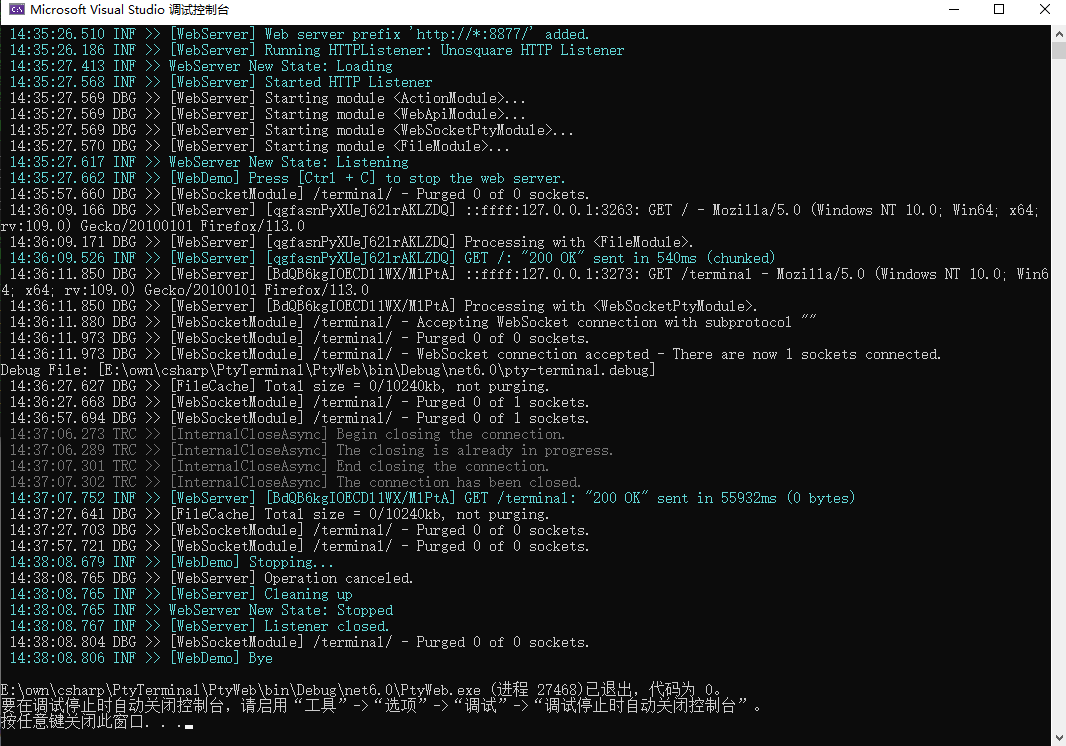 Microsoft Visual Studio 调试控制台
14:35:26.510 INF >> [WebServer] Web server prefix 'http://*:8877/' added.
14:35:26.186 INF >> [WebServer] Running HTTPListener: Unosquare HTTP Listener
14:35:27.413 INF >> WebServer New State: Loading
14:35:27.568 INF >> [WebServer] Started HTTP Listener
14:35:27.569 DBG >> [WebServer] Starting module <ActionModule>...
14:35:27.569 DBG >> [WebServer] Starting module <WebApiModule>...
14:35:27.569 DBG >> [WebServer] Starting module <WebSocketPtyModule>...
14:35:27.570 DBG >> [WebServer] Starting module <FileModule>...
14:35:27.617 INF >> WebServer New State: Listening
14:35:27.662 INF >> [WebDemo] Press [Ctrl + C] to stop the web server.
14:35:57.660 DBG >> [WebSocketModule] /terminal/ - Purged 0 of 0 sockets.
14:36:09.166 DBG >> [WebServer] [qgfasnPyXUeJ621rAKLZDQ] ::ffff:127.0.0.1:3263: GET / - Mozilla/5.0 (Windows NT 10.0; Win64; x64;
rv:109.0) Gecko/20100101 Firefox/113.0
14:36:09.171 DBG >> [WebServer] [qgfasnPyXUeJ621rAKLZDQ] Processing with <FileModule>.
14:36:09.526 INF >> [WebServer] [qgfasnPyXUeJ621rAKLZDQ] GET /: "200 OK" sent in 540ms (chunked)
14:36:11.850 DBG >> [WebServer] [BdQB6kgIOECD11WX/M1PtA] ::ffff:127.0.0.1:3273: GET /terminal - Mozilla/5.0 (Windows NT 10.0; Win6
4; x64; rv:109.0) Gecko/20100101 Firefox/113.0
14:36:11.850 DBG >> [WebServer] [BdQB6kgIOECD11WX/M1PtA] Processing with <WebSocketPtyModule>.
14:36:11.880 DBG >> [WebSocketModule] /terminal/ - Accepting WebSocket connection with subprotocol ""
14:36:11.973 DBG >> [WebSocketModule] /terminal/ - Purged 0 of 0 sockets.
14:36:11.973 DBG >> [WebSocketModule] /terminal/ - WebSocket connection accepted - There are now 1 sockets connected.
Debug File: [E:\own\csharp\PtyTerminal\PtyWeb\bin\Debug\net6.0\pty-terminal.debug]
14:36:27.627 DBG >> [FileCache] Total size = 0/10240kb, not purging.
14:36:27.668 DBG >> [WebSocketModule] /terminal/ - Purged 0 of 1 sockets.
14:36:57.694 DBG >> [WebSocketModule] /terminal/ - Purged 0 of 1 sockets.
14:37:06.273 TRC >> [InternalCloseAsync] Begin closing the connection.
14:37:06.289 TRC >> [InternalCloseAsync] The closing is already in progress.
14:37:07.301 TRC >> [InternalCloseAsync] End closing the connection.
14:37:07.302 TRC >> [InternalCloseAsync] The connection has been closed.
14:37:07.752 INF >> [WebServer] [BdQB6kgIOECD11WX/M1PtA] GET /terminal: "200 OK" sent in 55932ms (0 bytes)
14:37:27.641 DBG >> [FileCache] Total size = 0/10240kb, not purging.
14:37:27.703 DBG >> [WebSocketModule] /terminal/ - Purged 0 of 0 sockets.
14:37:57.721 DBG >> [WebSocketModule] /terminal/ - Purged 0 of 0 sockets.
14:38:08.679 INF >> [WebDemo] Stopping...
14:38:08.765 DBG >> [WebServer] Operation canceled.
14:38:08.765 INF >> [WebServer] Cleaning up
14:38:08.765 INF >> WebServer New State: Stopped
14:38:08.767 INF >> [WebServer] Listener closed.
14:38:08.804 DBG >> [WebSocketModule] /terminal/ - Purged 0 of 0 sockets.
14:38:08.806 INF >> [WebDemo] Bye
E:\own\csharp\PtyTerminal\PtyWeb\bin\Debug\net6.0\PtyWeb.exe (进程 27468)已退出，代码为 0。
要在调试停止时自动关闭控制台，请启用“工具”->“选项”->“调试”->“调试停止时自动关闭控制台”。
按任意键关闭此窗口. . .